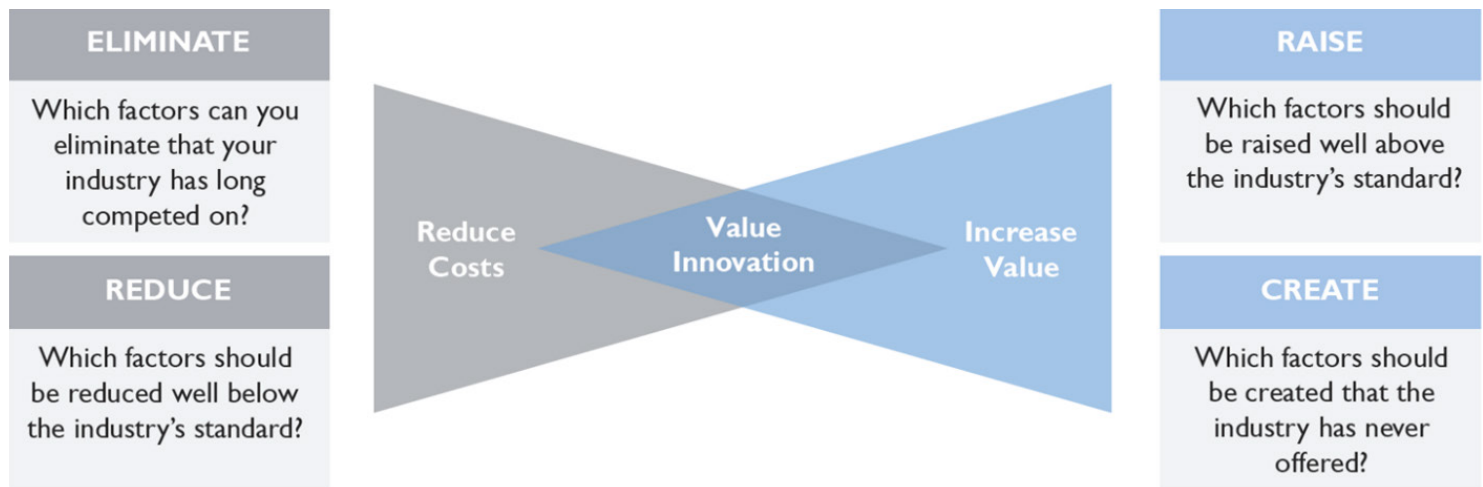 ELIMINATE
Which factors can you
eliminate that your
industry has long
competed on?
REDUCE
Which factors should
be reduced well below
the industry’s standard?
Reduce
Costs
Value
Innovation
Increase
Value
RAISE
Which factors should
be raised well above
the industry’s standard?
CREATE
Which factors should
be created that the
industry has never
offered?